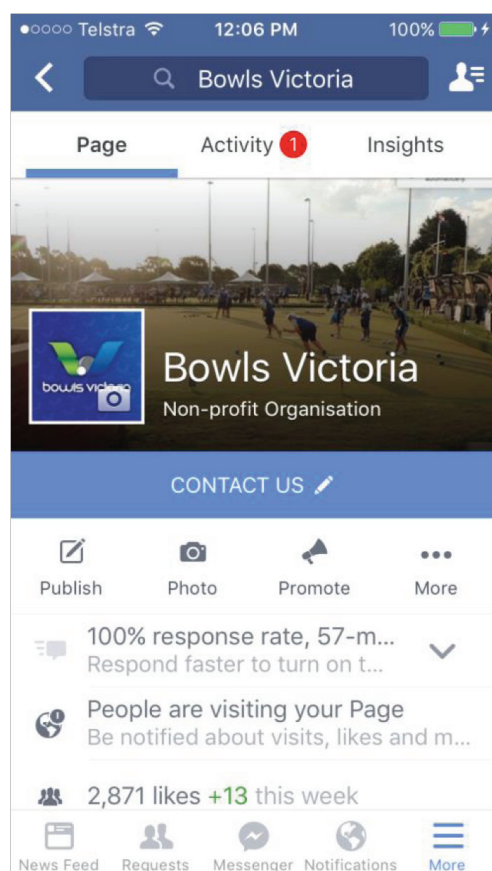 Telstra 12:06 PM 100%
Bowls Victoria
Page Activity 1 Insights
bowls
Bowls Victoria
Non-profit Organisation
CONTACT US
Publish Photo Promote More
100% response rate, 57-m...
Respond faster to turn on t...
People are visiting your Page
Be notified about visits, likes and m...
2,871 likes +13 this week
News Feed Requests Messenger Notifications More